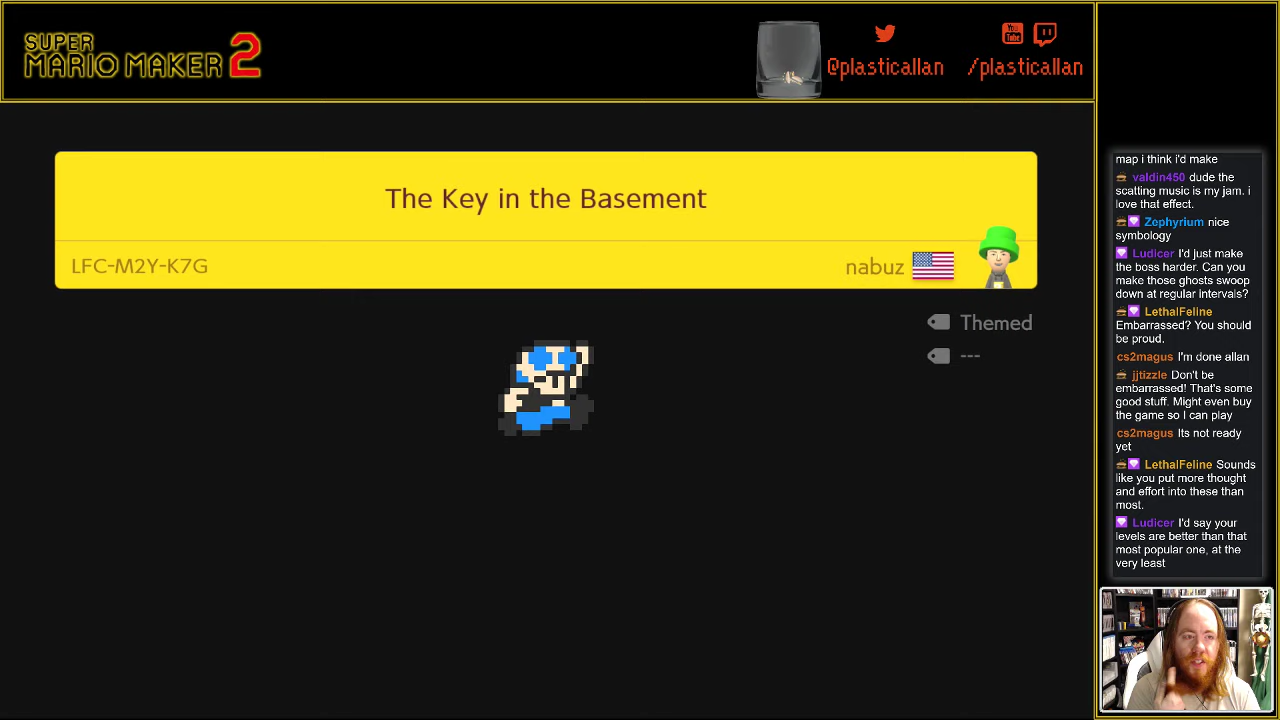 SUPER
MARIO MAKER 2
@plasticallan
You Tube
/plasticallan
The Key in the Basement
LFC-M2Y-K7G
nabuz
Themed
---
map i think i'd make
valdin450 dude the
scatting music is my jam. i
love that effect.
Zephyrium nice
symbology
Ludicer I'd just make
the boss harder. Can you
make those ghosts swoop
down at regular intervals?
LethalFeline
Embarrassed? You should
be proud.
cs2magus I'm done allan
jjtizzle Don't be
embarrassed! That's some
good stuff. Might even buy
the game so I can play
cs2magus Its not ready
yet
LethalFeline Sounds
like you put more thought
and effort into these than
most.
Ludicer I'd say your
levels are better than that
most popular one, at the
very least